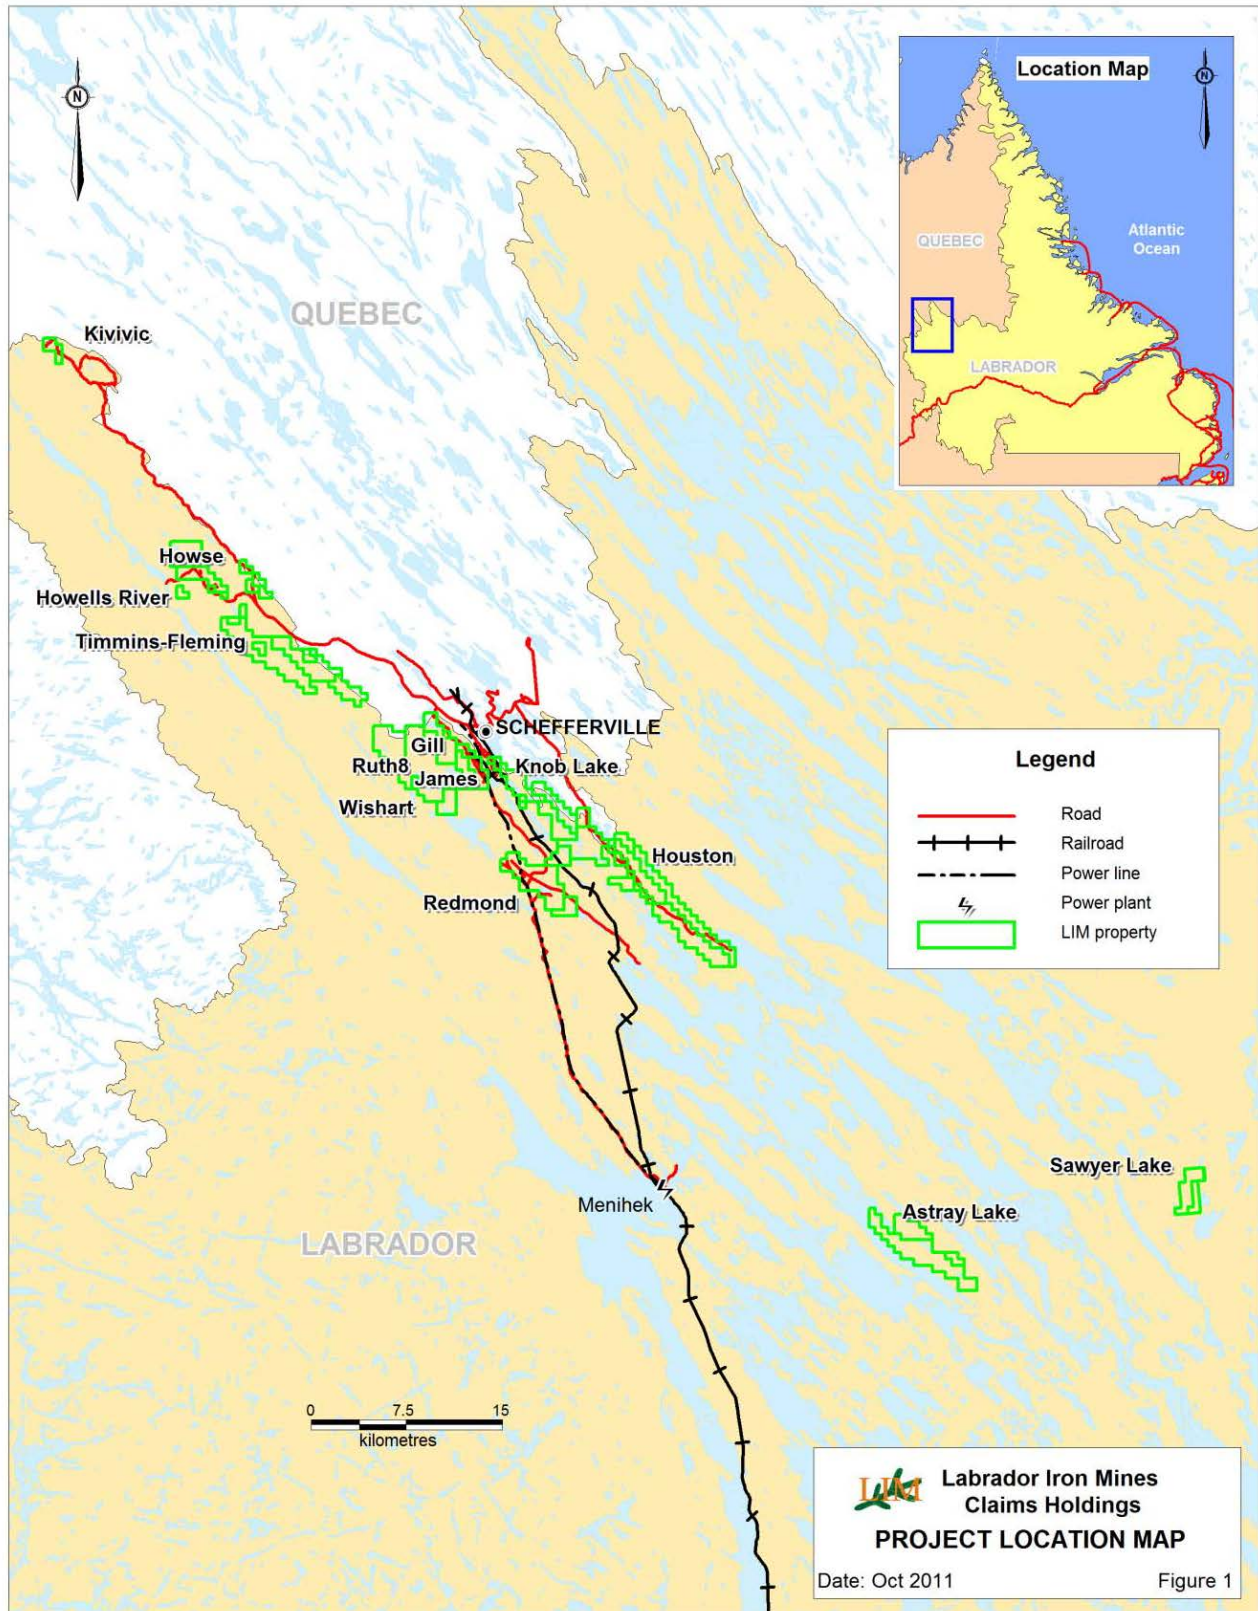 N
Location Map
N
QUEBEC
Atlantic
Ocean
LABRADOR
QUEBEC
Kivivic
Howse
Howells River
Timmins-Fleming
SCHEFFERVILLE
Gill
Ruth8
Knob Lake
James
Wishart
Houston
Redmond
Legend
Road
Railroad
Power line
Power plant
LIM property
Sawyer Lake
Menihek
Astray Lake
LABRADOR
0 7.5 15
kilometres
LIM
Labrador Iron Mines
Claims Holdings
PROJECT LOCATION MAP
Date: Oct 2011 Figure 1